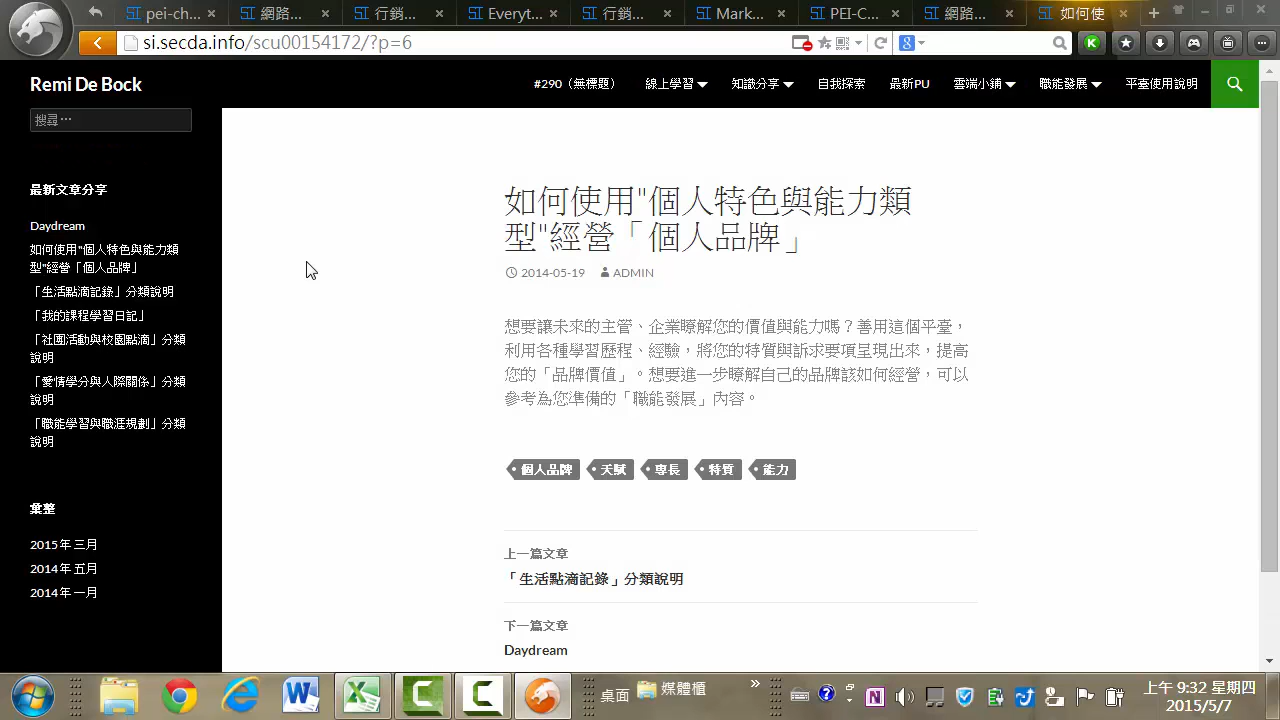 pei-ch...
網路...
行銷...
Everyt...
行銷...
Mark...
PEI-C...
網路...
如何使
si.secda.info/scu00154172/?p=6
Remi De Bock
#290（無標題）
線上學習
知識分享
自我探索
最新PU
雲端小鋪
職能發展
平臺使用說明
搜尋 …
最新文章分享
Daydream
如何使用"個人特色與能力類
型"經營「個人品牌」
「生活點滴記錄」分類說明
「我的課程學習日記」
「社團活動與校園點滴」分類
說明
「愛情學分與人際關係」分類
說明
「職能學習與職涯規劃」分類
說明
彙整
2015 年 三月
2014 年 五月
2014 年 一月
如何使用"個人特色與能力類
型"經營「個人品牌」
2014-05-19
ADMIN
想要讓未來的主管、企業瞭解您的價值與能力嗎？善用這個平臺，
利用各種學習歷程、經驗，將您的特質與訴求要項呈現出來，提高
您的「品牌價值」。想要進一步瞭解自己的品牌該如何經營，可以
參考為您準備的「職能發展」內容。
個人品牌
天賦
專長
特質
能力
上一篇文章
「生活點滴記錄」分類說明
下一篇文章
Daydream
桌面
媒體櫃
上午 9:32 星期四
2015/5/7